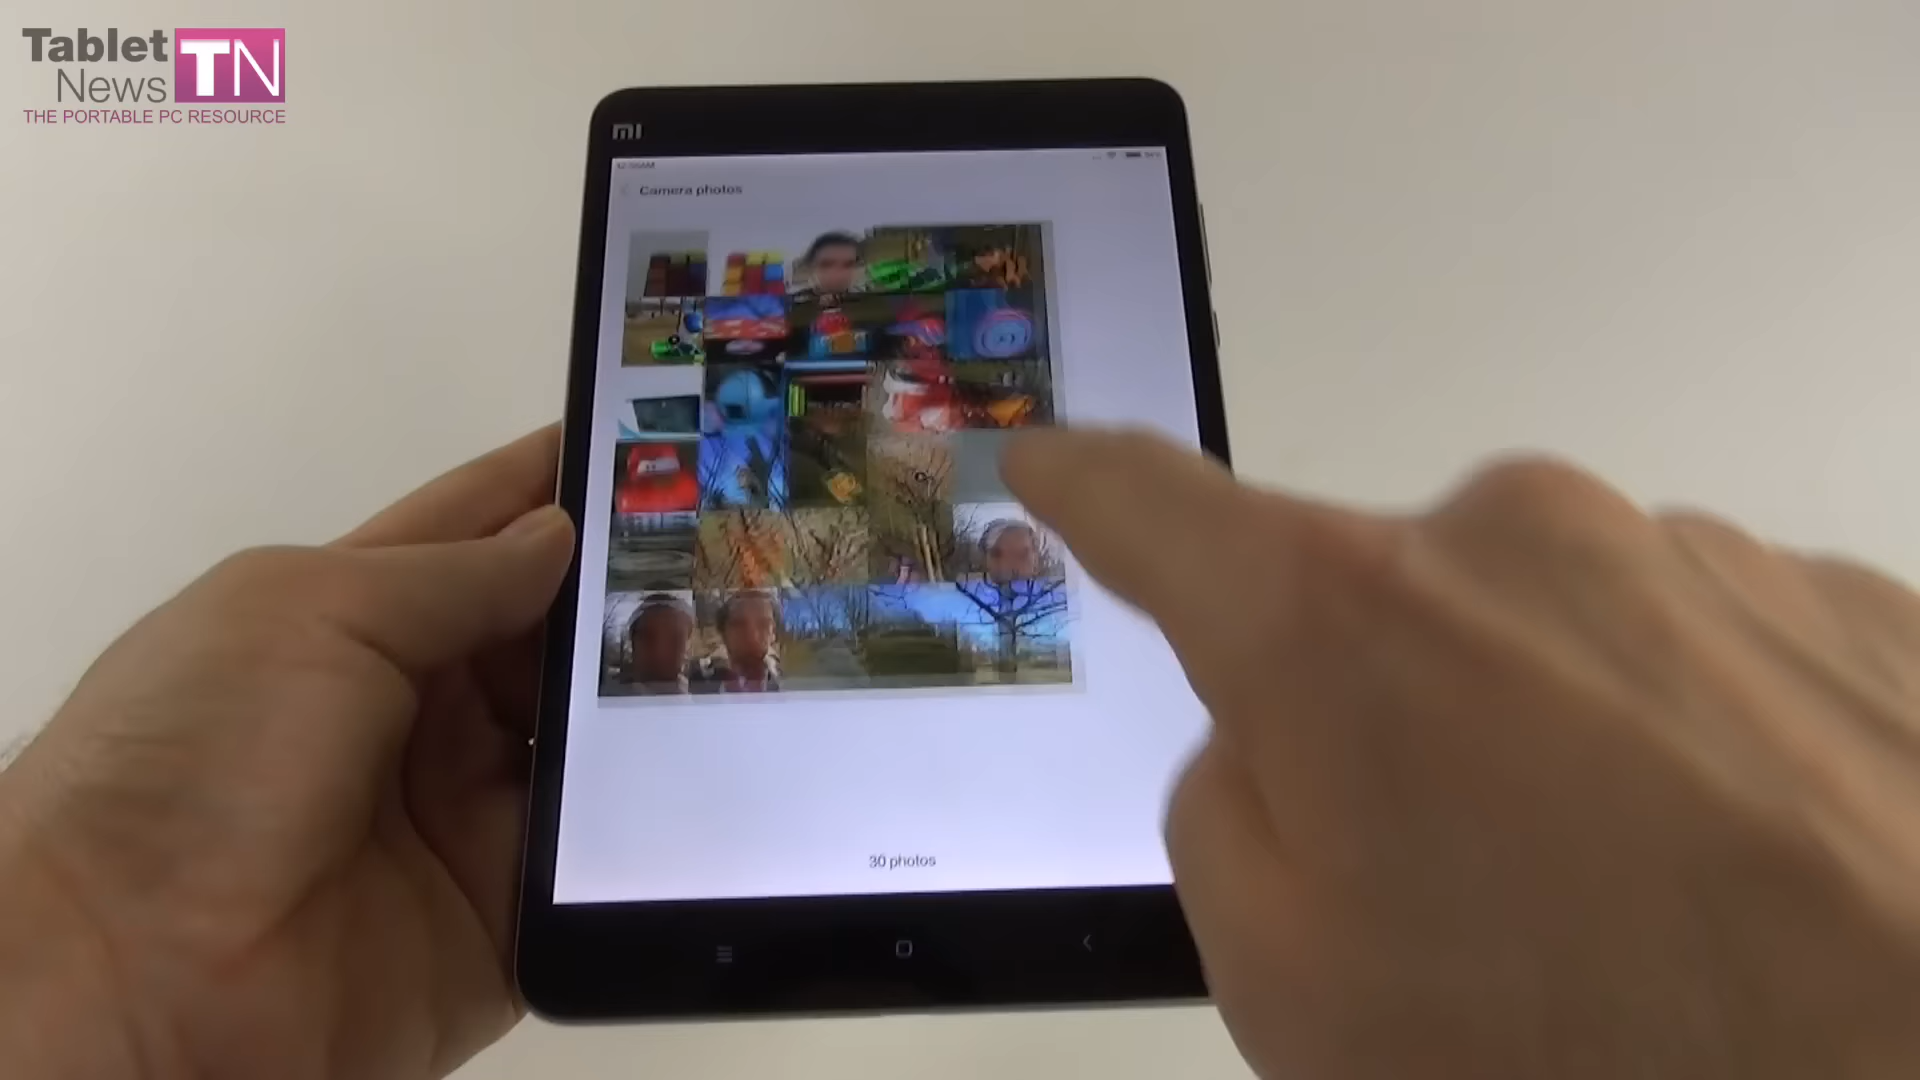 Tablet
News TN
THE PORTABLE PC RESOURCE
mi
Camera photos
30 photos